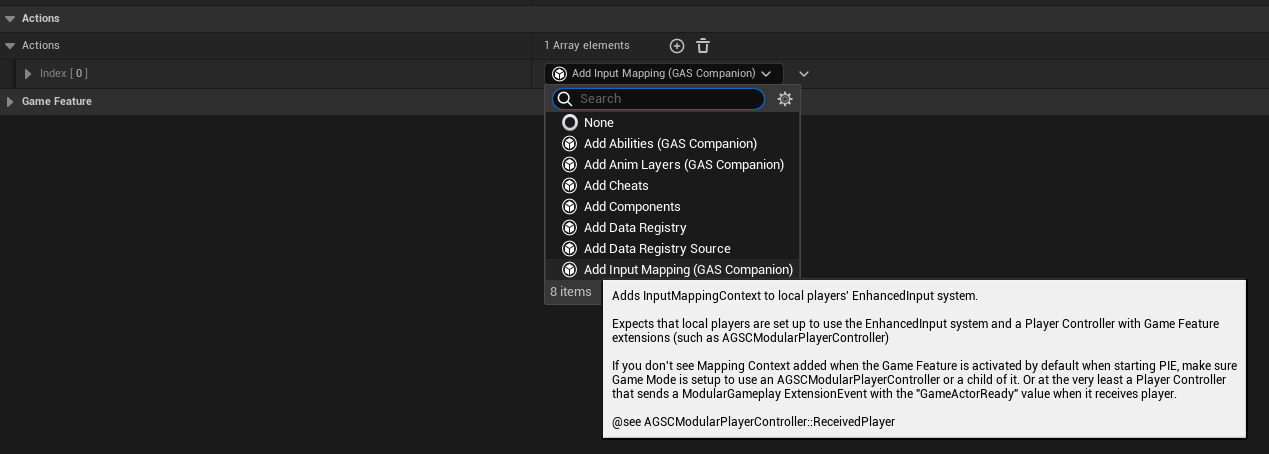 Actions
Actions
1 Array elements
Index [ 0 ]
Add Input Mapping (GAS Companion)
Game Feature
Search
None
Add Abilities (GAS Companion)
Add Anim Layers (GAS Companion)
Add Cheats
Add Components
Add Data Registry
Add Data Registry Source
Add Input Mapping (GAS Companion)
8 items
Adds InputMappingContext to local players' EnhancedInput system.
Expects that local players are set up to use the EnhancedInput system and a Player Controller with Game Feature
extensions (such as AGSCModularPlayerController)
If you don't see Mapping Context added when the Game Feature is activated by default when starting PIE, make sure
Game Mode is setup to use an AGSCModularPlayerController or a child of it. Or at the very least a Player Controller
that sends a ModularGameplay ExtensionEvent with the "GameActorReady" value when it receives player.
@see AGSCModularPlayerController::ReceivedPlayer